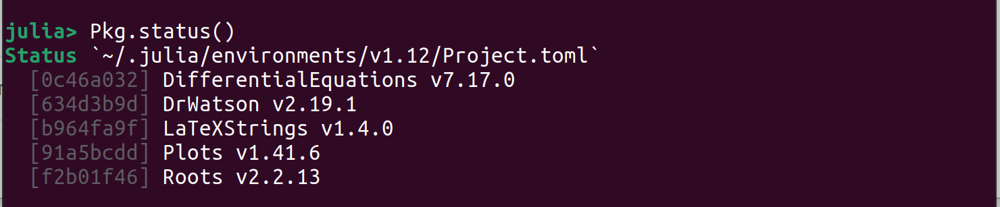 julia> Pkg.status()
Status `~/.julia/environments/v1.12/Project.toml`
[0c46a032] DifferentialEquations v7.17.0
[634d3b9d] DrWatson v2.19.1
[b964fa9f] LaTeXStrings v1.4.0
[91a5bcdd] Plots v1.41.6
[f2b01f46] Roots v2.2.13